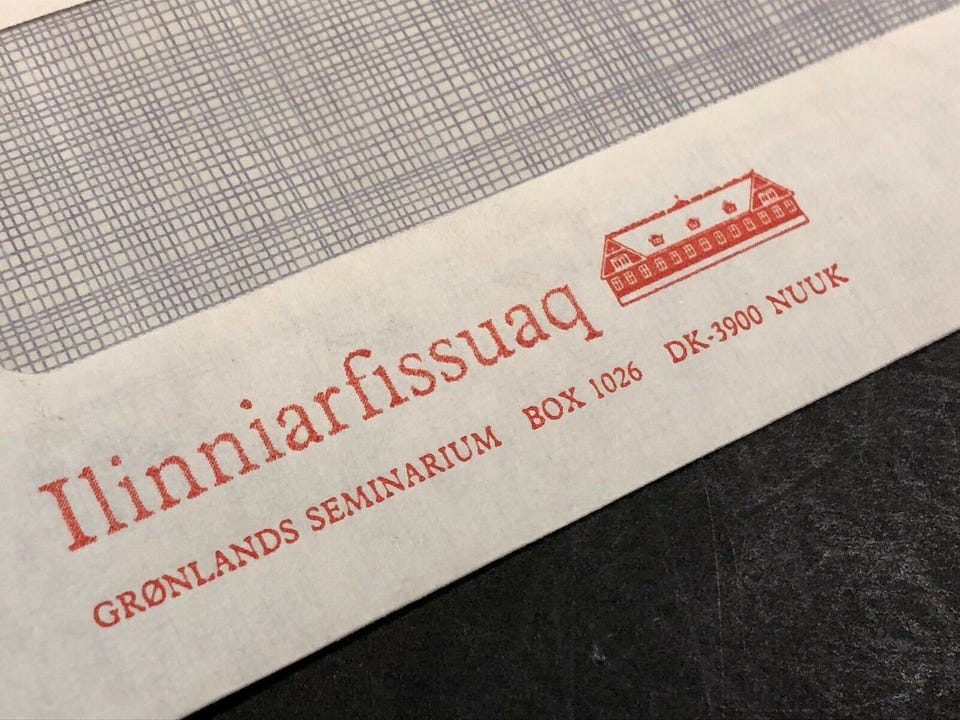 Ilinniarfissuaq
GRØNLANDS SEMINARIUM BOX 1026 DK-3900 NUUK